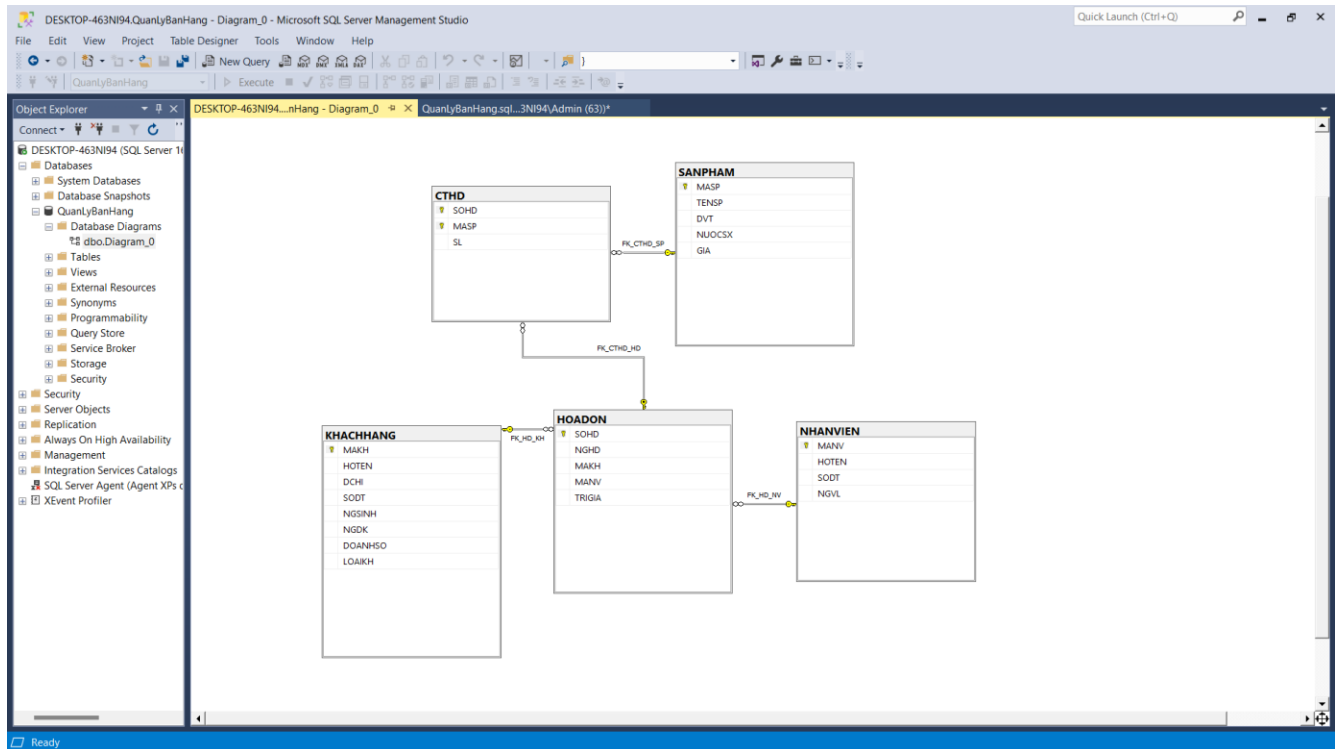 DESKTOP-463NI94.QuanLyBanHang - Diagram_0 - Microsoft SQL Server Management Studio
Quick Launch (Ctrl+Q)
File Edit View Project Table Designer Tools Window Help
New Query
QuanLyBanHang
Execute
Object Explorer
DESKTOP-463NI94....nHang - Diagram_0
QuanLyBanHang.sql...3NI94\Admin (63))*
Connect
DESKTOP-463NI94 (SQL Server 16
Databases
System Databases
Database Snapshots
QuanLyBanHang
Database Diagrams
dbo.Diagram_0
Tables
Views
External Resources
Synonyms
Programmability
Query Store
Service Broker
Storage
Security
Security
Server Objects
Replication
Always On High Availability
Management
Integration Services Catalogs
SQL Server Agent (Agent XPs
XEvent Profiler
CTHD
SOHD
MASP
SL
FK_CTHD_SP
SANPHAM
MASP
TENSP
DVT
NUOCSX
GIA
FK_CTHD_HD
KHACHHANG
MAKH
HOTEN
DCHI
SODT
NGSINH
NGDK
DOANHSO
LOAIKH
FK_HD_KH
HOADON
SOHD
NGHD
MAKH
MANV
TRIGIA
FK_HD_NV
NHANVIEN
MANV
HOTEN
SODT
NGVL
Ready